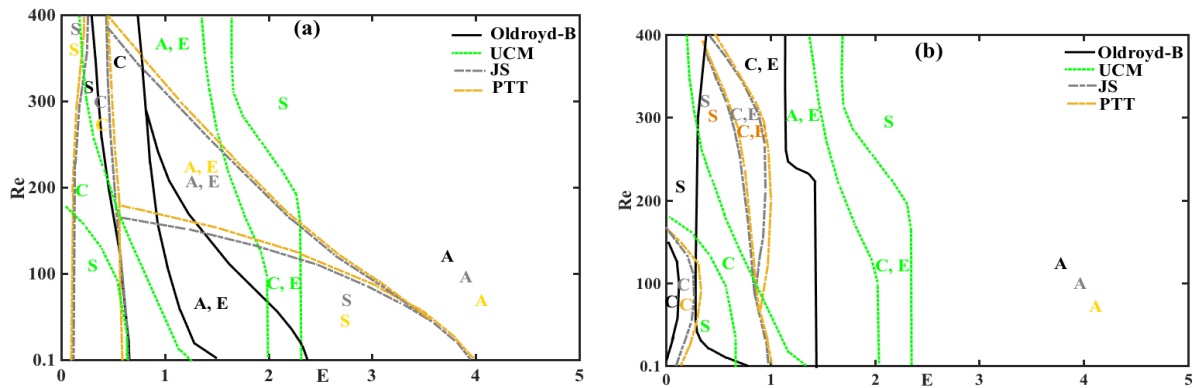 400
300
200
100
0.1
Re
0
1
2
3
4
5
E
(a)
Oldroyd-B
UCM
JS
PTT
S
S
S
C
C
C
C
S
A, E
S
A, E
A, E
A, E
C, E
S
S
A
A
A
400
300
200
100
0.1
Re
0
1
2
3
4
5
E
(b)
Oldroyd-B
UCM
JS
PTT
C, E
S
S
C,E
C,E
A, E
S
S
C
C, E
C
C
C
S
A
A
A